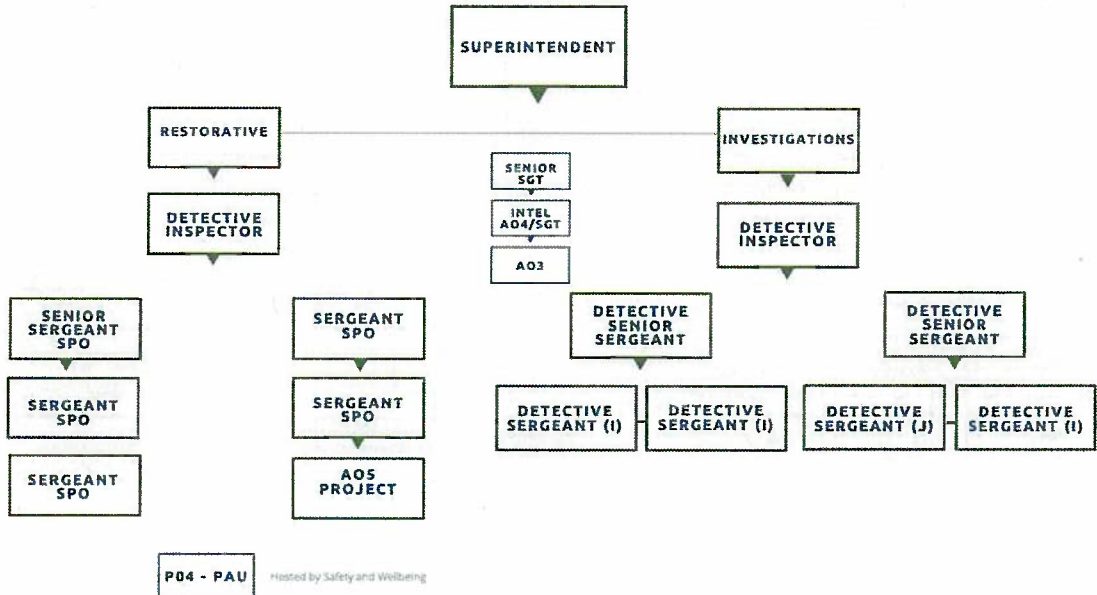 SUPERINTENDENT
RESTORATIVE
INVESTIGATIONS
SENIOR
SGT
INTEL
AO4/SGT
AO3
DETECTIVE
INSPECTOR
DETECTIVE
INSPECTOR
SENIOR
SERGEANT
SPO
SERGEANT
SPO
SERGEANT
SPO
SERGEANT
SPO
SERGEANT
SPO
AO5
PROJECT
DETECTIVE
SENIOR
SERGEANT
DETECTIVE
SERGEANT (I)
DETECTIVE
SERGEANT (I)
DETECTIVE
SENIOR
SERGEANT
DETECTIVE
SERGEANT (J)
DETECTIVE
SERGEANT (I)
P04 - PAU
Hosted by Safety and Wellbeing